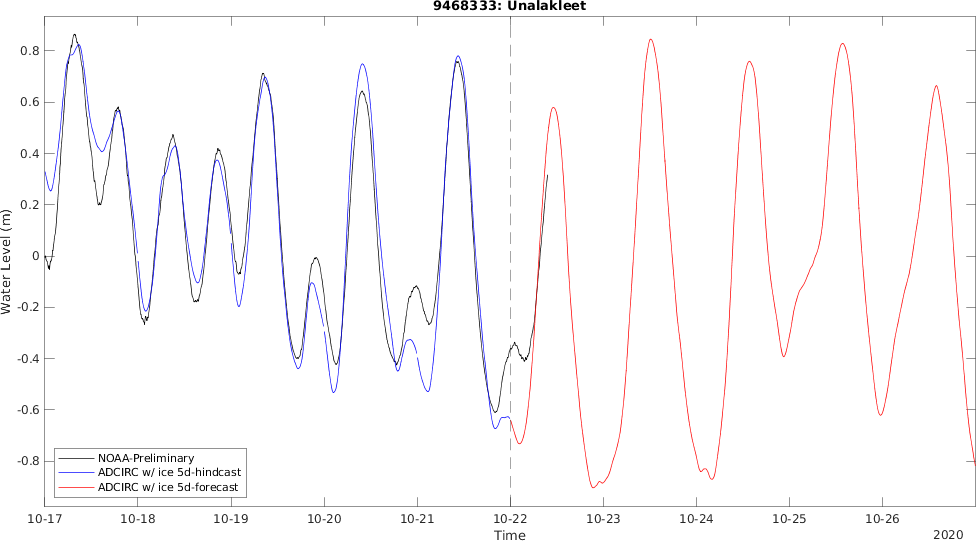 9468333: Unalakleet
Water Level (m)
0.8
0.6
0.4
0.2
0
-0.2
-0.4
-0.6
-0.8
NOAA-Preliminary
ADCIRC w/ ice 5d-hindcast
ADCIRC w/ ice 5d-forecast
10-17 10-18 10-19 10-20 10-21 10-22 10-23 10-24 10-25 10-26
Time
2020